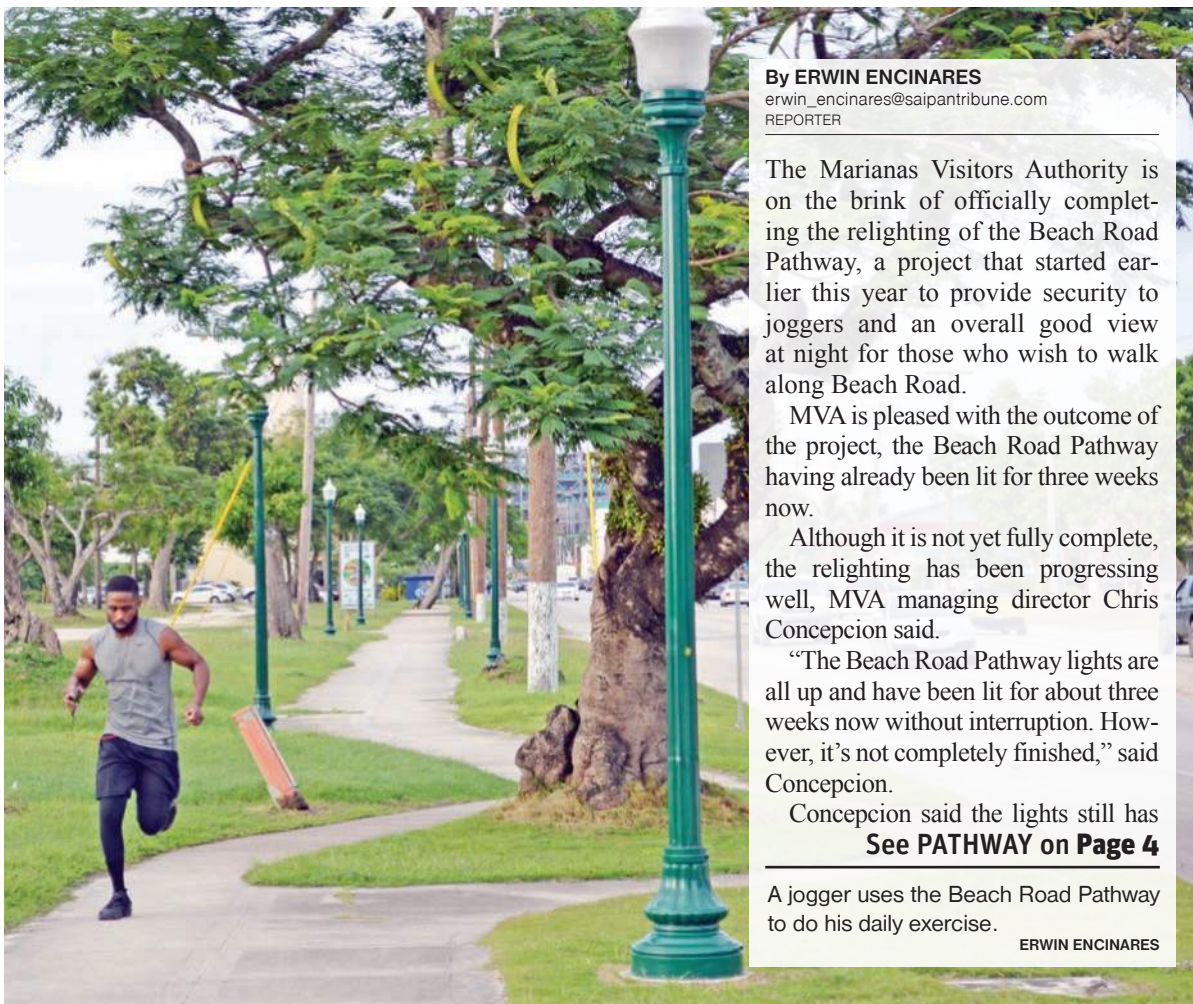 By ERWIN ENCINARES
erwin_encinares@saipantribune.com
REPORTER
The Marianas Visitors Authority is
on the brink of officially complet-
ing the relighting of the Beach Road
Pathway, a project that started ear-
lier this year to provide security to
joggers and an overall good view
at night for those who wish to walk
along Beach Road.
MVA is pleased with the outcome of
the project, the Beach Road Pathway
having already been lit for three weeks
now.
Although it is not yet fully complete,
the relighting has been progressing
well, MVA managing director Chris
Concepcion said.
“The Beach Road Pathway lights are
all up and have been lit for about three
weeks now without interruption. How-
ever, it’s not completely finished,” said
Concepcion.
Concepcion said the lights still has
See PATHWAY on Page 4
A jogger uses the Beach Road Pathway
to do his daily exercise.
ERWIN ENCINARES